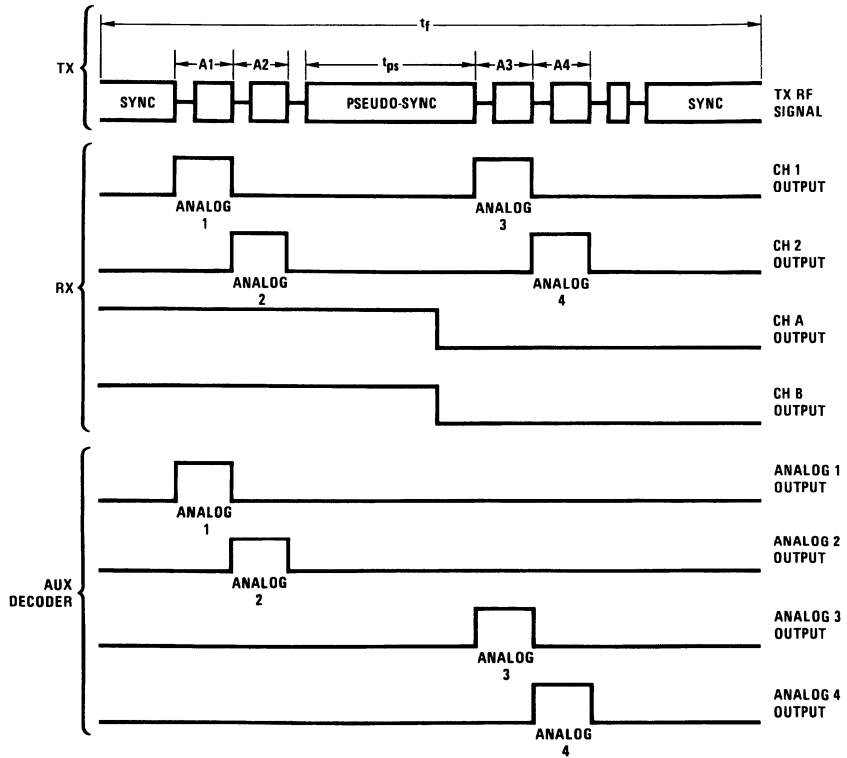 tf
TX
A1
A2
tps
A3
A4
SYNC
PSEUDO-SYNC
SYNC
TX RF
SIGNAL
RX
ANALOG
1
ANALOG
3
CH 1
OUTPUT
ANALOG
2
ANALOG
4
CH 2
OUTPUT
CH A
OUTPUT
CH B
OUTPUT
AUX
DECODER
ANALOG
1
ANALOG 1
OUTPUT
ANALOG
2
ANALOG 2
OUTPUT
ANALOG
3
ANALOG 3
OUTPUT
ANALOG
4
ANALOG 4
OUTPUT